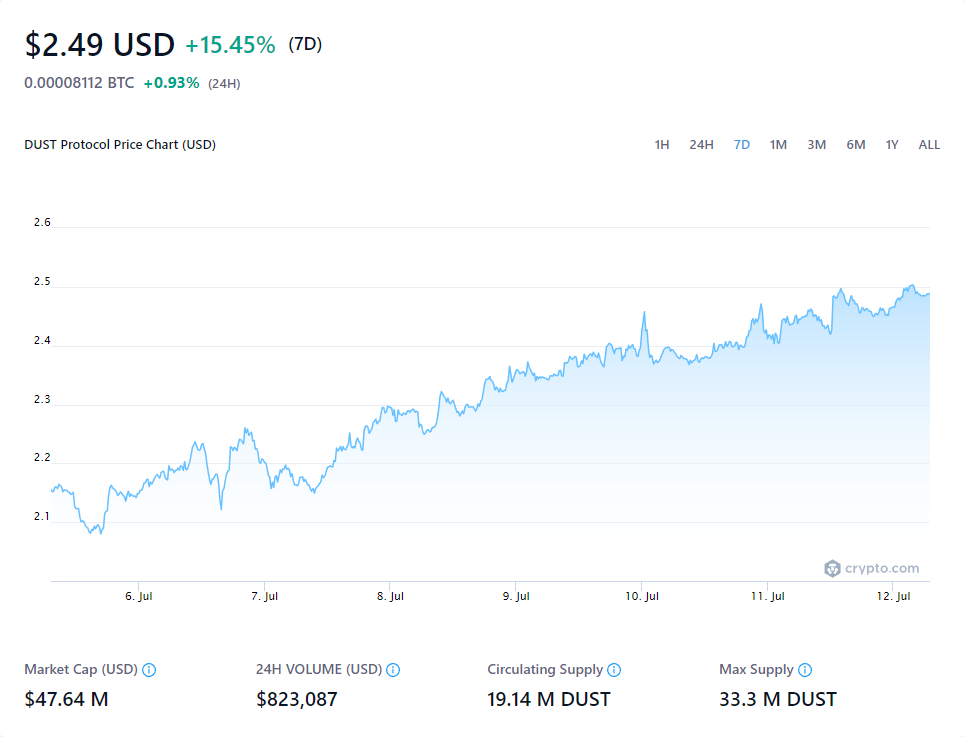 $2.49 USD +15.45% (7D)
0.00008112 BTC +0.93% (24H)
DUST Protocol Price Chart (USD) 1H 24H 7D 1M 3M 6M 1Y ALL
2.6
2.5
2.4
2.3
2.2
2.1
crypto.com
6. Jul 7. Jul 8. Jul 9. Jul 10. Jul 11. Jul 12. Jul
Market Cap (USD) 24H VOLUME (USD) Circulating Supply Max Supply
$47.64 M $823,087 19.14 M DUST 33.3 M DUST